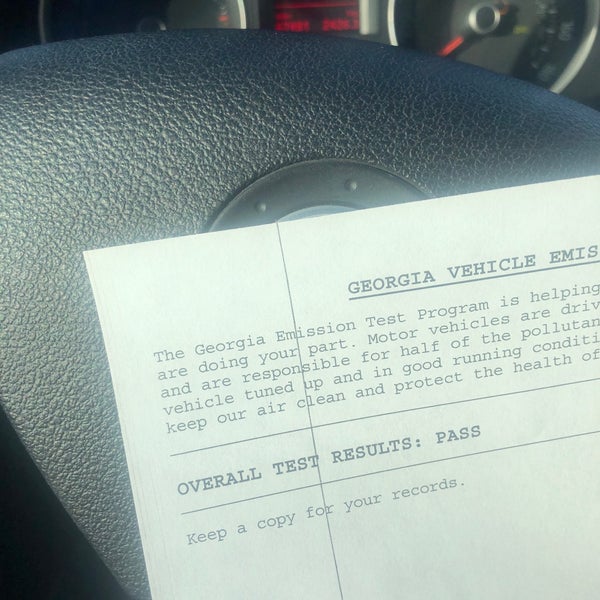 GEORGIA VEHICLE EMIS
The Georgia Emission Test Program is helping
are doing your part. Motor vehicles are driv
and are responsible for half of the pollutan
vehicle tuned up and in good running conditi
keep our air clean and protect the health of
OVERALL TEST RESULTS: PASS
Keep a copy for your records.